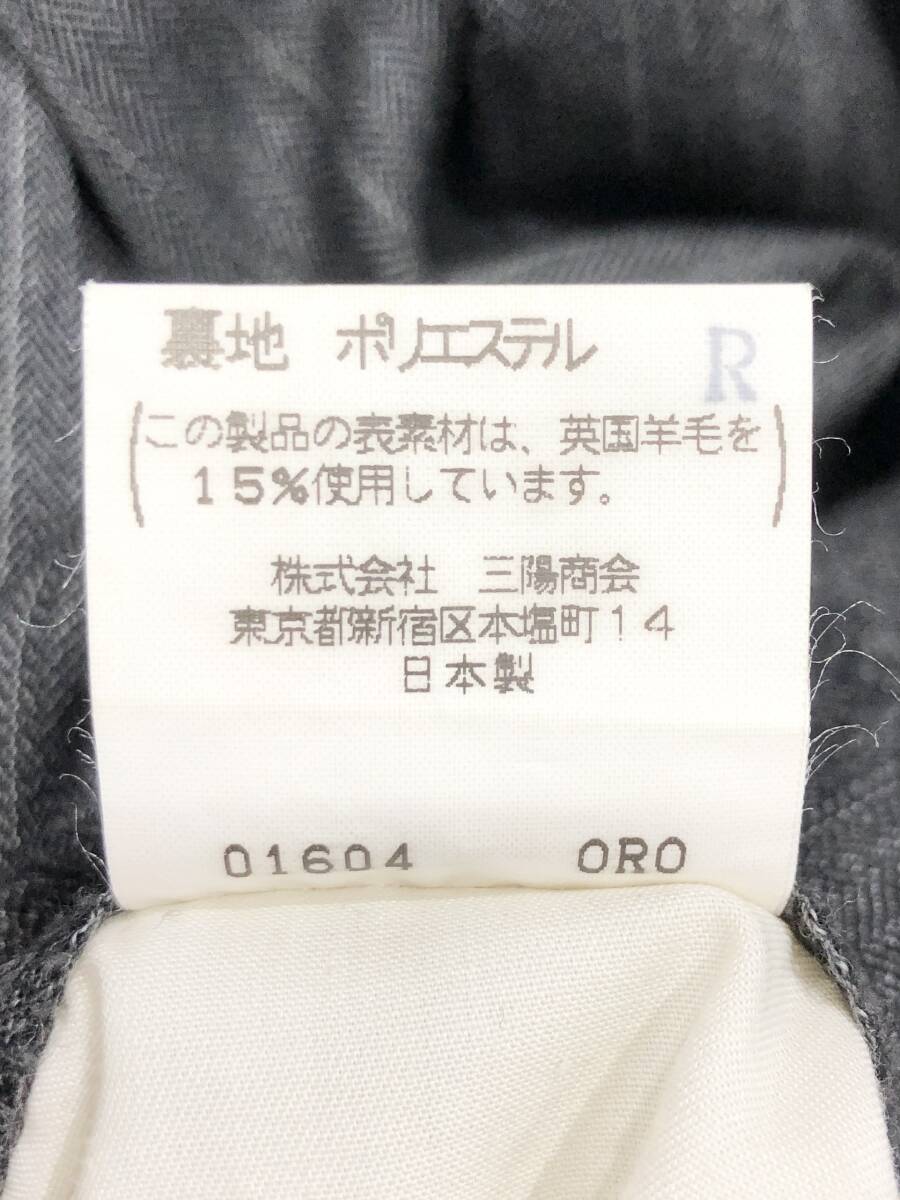 裏地 ポリエステル R
(この製品の表素材は、英国羊毛を
15%使用しています。)
株式会社 三陽商会
東京都新宿区本塩町14
日本製
01604 ORO